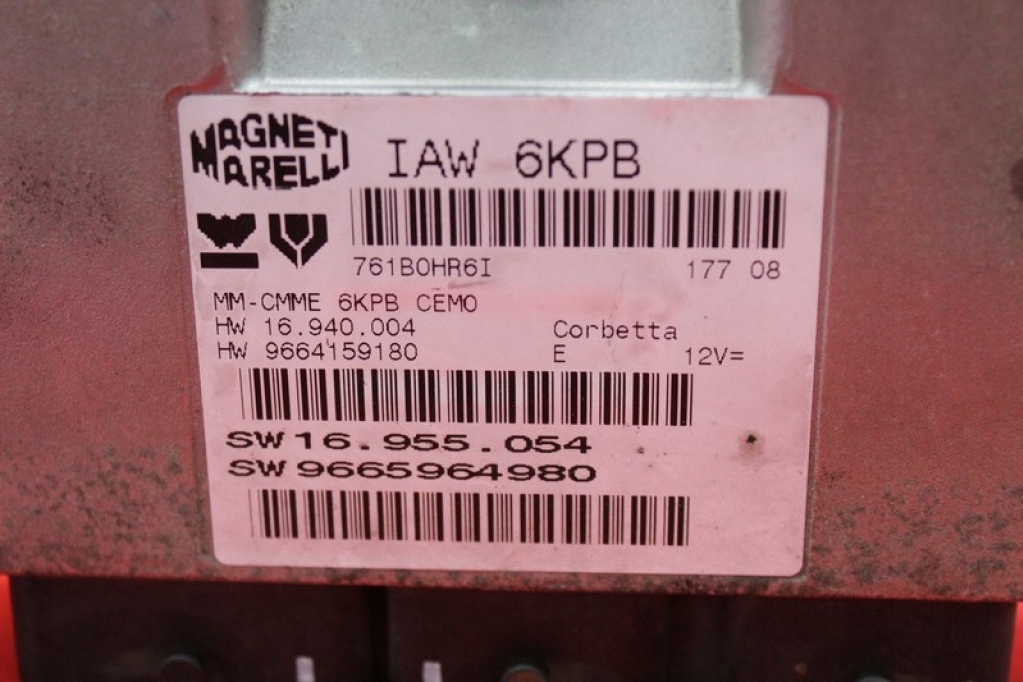 MAGNETI
MARELLI
IAW 6KPB
761B0HR6I 177 08
MM-CMME 6KPB CEMO
HW 16.940.004 Corbetta
HW 9664159180 E 12V=
SW 16.955.054
SW 9665964980